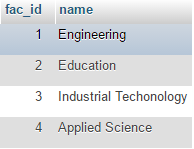 fac_id name
1 Engineering
2 Education
3 Industrial Techonology
4 Applied Science